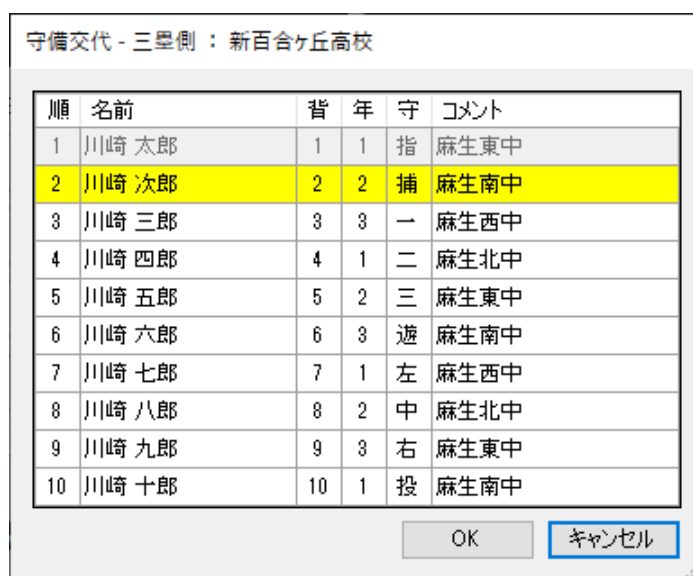 守備交代 - 三塁側 ： 新百合ヶ丘高校
順 名前 背 年 守 コメント
1 川崎 太郎 1 1 指 麻生東中
2 川崎 次郎 2 2 捕 麻生南中
3 川崎 三郎 3 3 一 麻生西中
4 川崎 四郎 4 1 二 麻生北中
5 川崎 五郎 5 2 三 麻生東中
6 川崎 六郎 6 3 遊 麻生南中
7 川崎 七郎 7 1 左 麻生西中
8 川崎 八郎 8 2 中 麻生北中
9 川崎 九郎 9 3 右 麻生東中
10 川崎 十郎 10 1 投 麻生南中
OK キャンセル